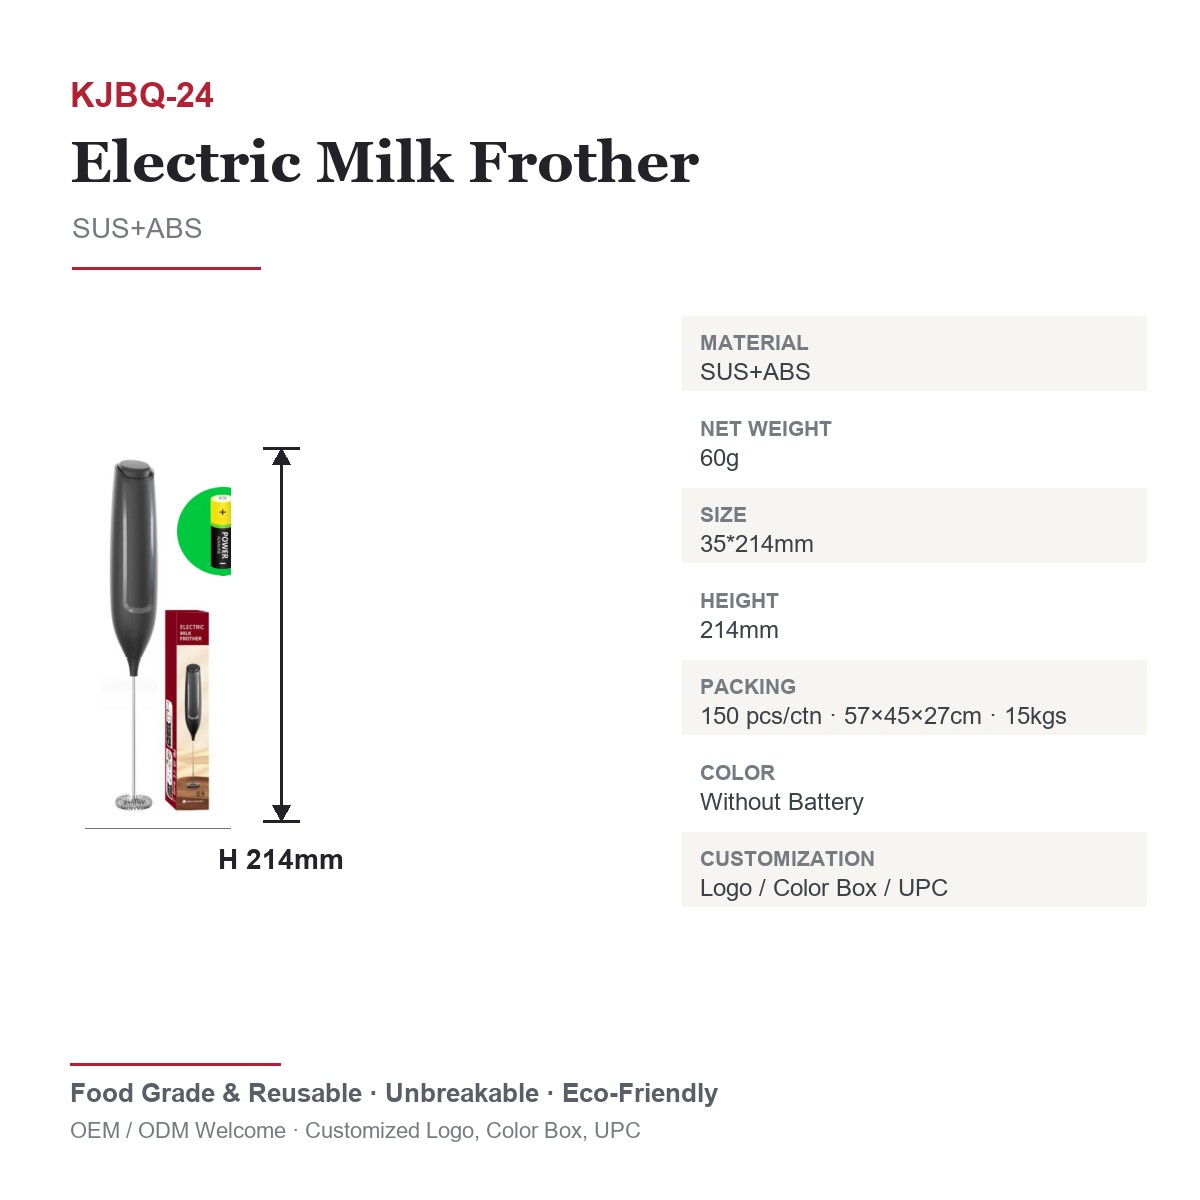 KJBQ-24
Electric Milk Frother
SUS+ABS
MATERIAL
SUS+ABS
NET WEIGHT
60g
SIZE
35*214mm
HEIGHT
214mm
PACKING
150 pcs/ctn · 57×45×27cm · 15kgs
COLOR
Without Battery
CUSTOMIZATION
Logo / Color Box / UPC
+
POWER
ALKALINE
ELECTRIC
MILK
FROTHER
H 214mm
Food Grade & Reusable · Unbreakable · Eco-Friendly
OEM / ODM Welcome · Customized Logo, Color Box, UPC